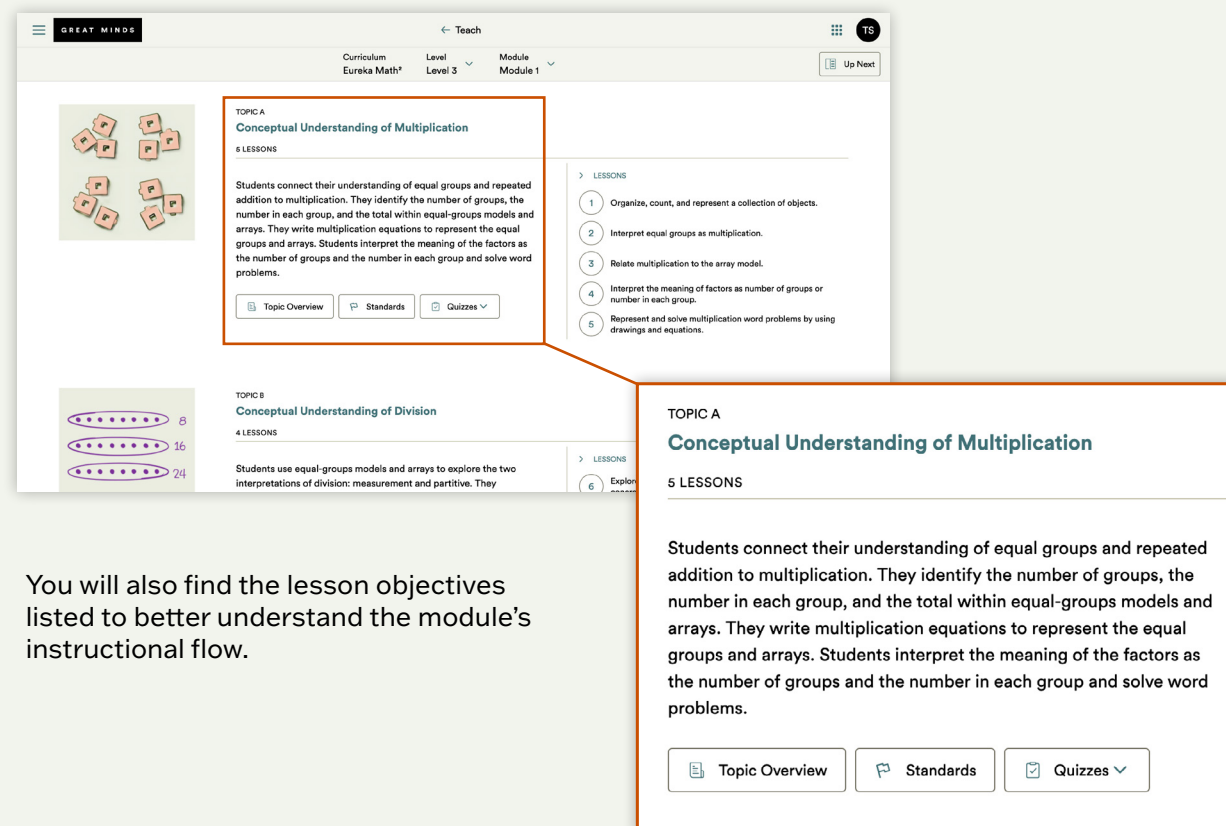 GREAT MINDS
← Teach
TS
Curriculum
Eureka Math²
Level
Level 3
Module
Module 1
Up Next
TOPIC A
Conceptual Understanding of Multiplication
5 LESSONS
Students connect their understanding of equal groups and repeated
addition to multiplication. They identify the number of groups, the
number in each group, and the total within equal-groups models and
arrays. They write multiplication equations to represent the equal
groups and arrays. Students interpret the meaning of the factors as
the number of groups and the number in each group and solve word
problems.
Topic Overview
Standards
Quizzes
LESSONS
1 Organize, count, and represent a collection of objects.
2 Interpret equal groups as multiplication.
3 Relate multiplication to the array model.
4 Interpret the meaning of factors as number of groups or
number in each group.
5 Represent and solve multiplication word problems by using
drawings and equations.
8
16
24
TOPIC B
Conceptual Understanding of Division
4 LESSONS
Students use equal-groups models and arrays to explore the two
interpretations of division: measurement and partitive. They
LESSONS
6
You will also find the lesson objectives
listed to better understand the module's
instructional flow.
TOPIC A
Conceptual Understanding of Multiplication
5 LESSONS
Students connect their understanding of equal groups and repeated
addition to multiplication. They identify the number of groups, the
number in each group, and the total within equal-groups models and
arrays. They write multiplication equations to represent the equal
groups and arrays. Students interpret the meaning of the factors as
the number of groups and the number in each group and solve word
problems.
Topic Overview
Standards
Quizzes